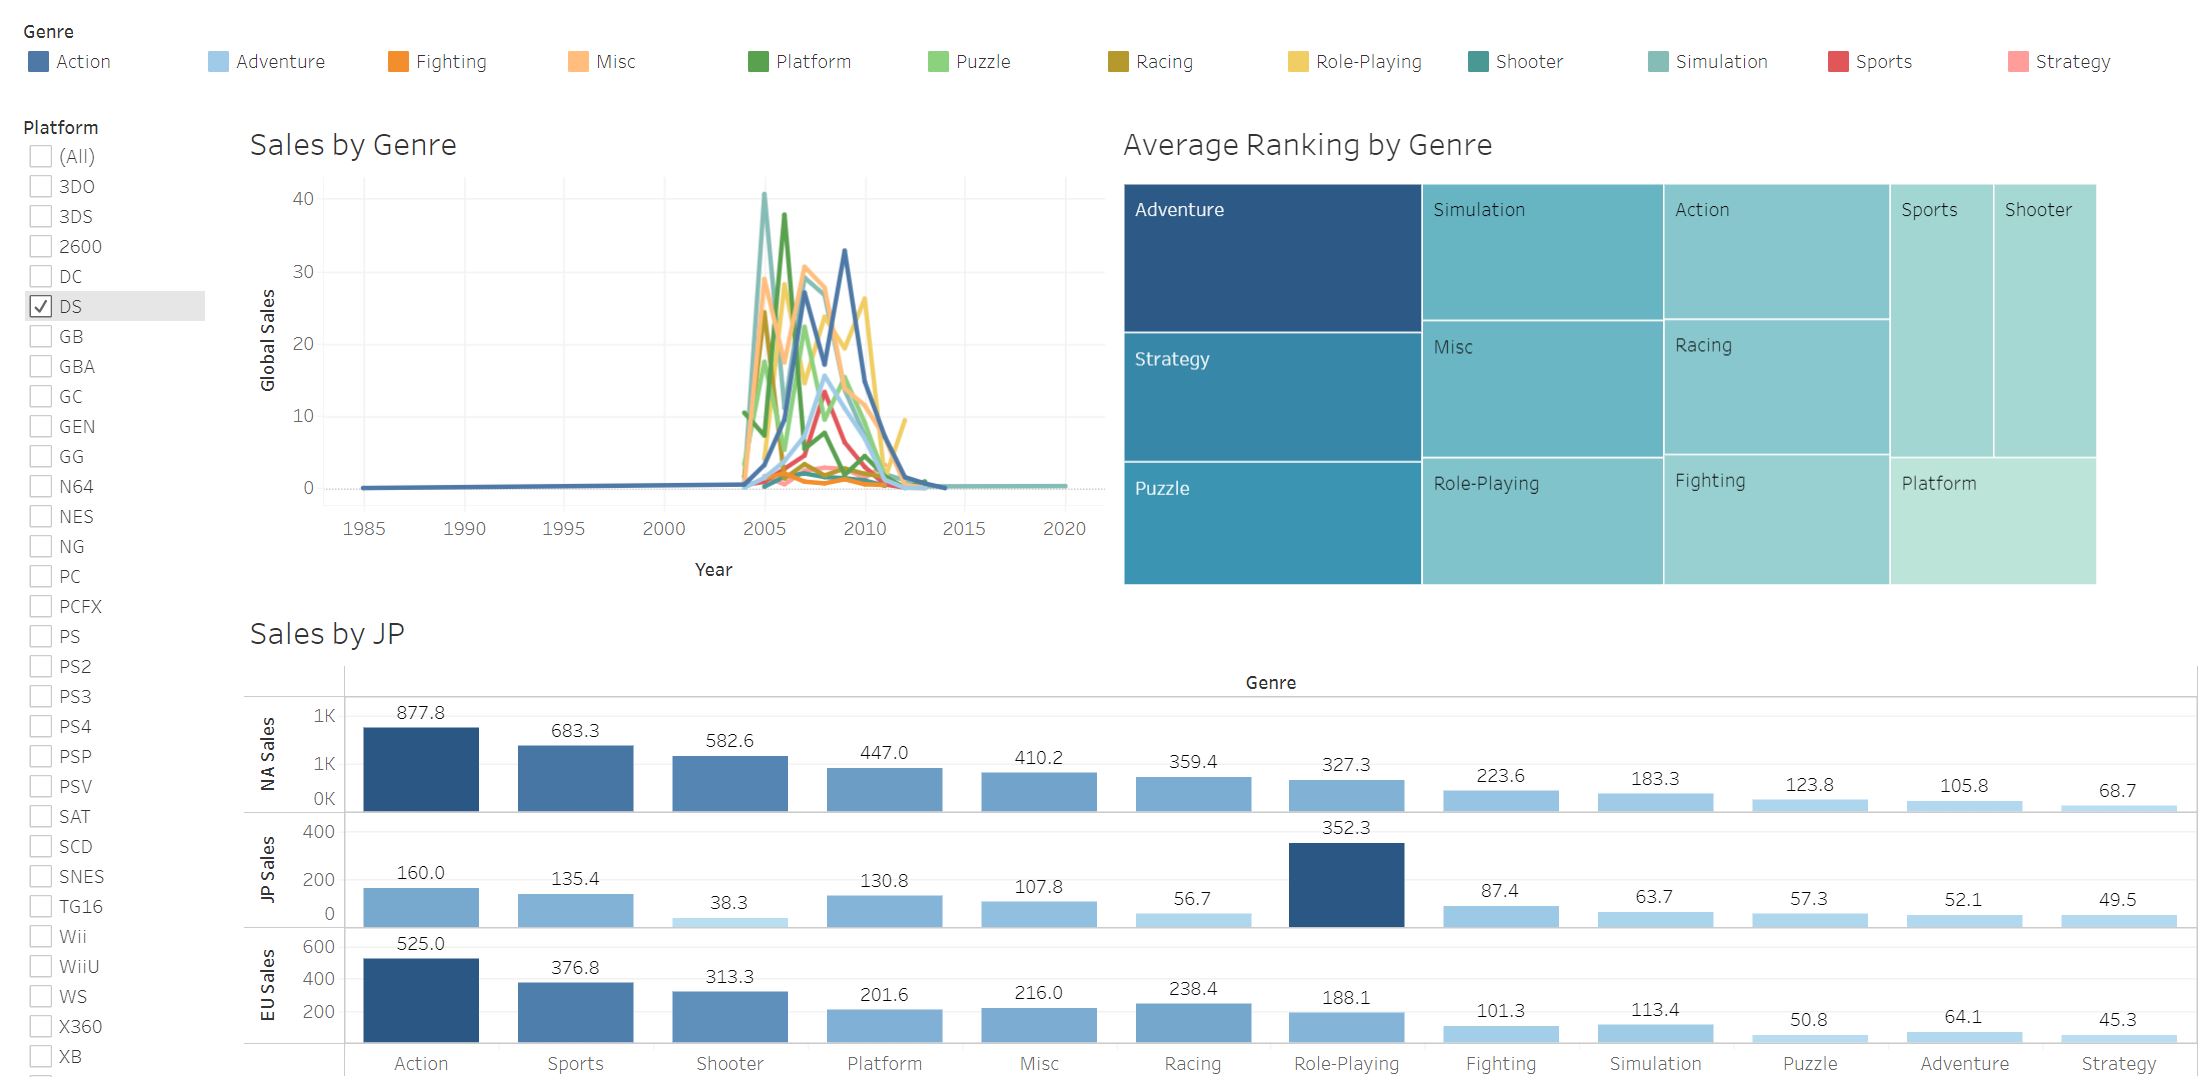 Genre
Action Adventure Fighting Misc Platform Puzzle Racing Role-Playing Shooter Simulation Sports Strategy
Platform
(All)
3DO
3DS
2600
DC
DS
GB
GBA
GC
GEN
GG
N64
NES
NG
PC
PCFX
PS
PS2
PS3
PS4
PSP
PSV
SAT
SCD
SNES
TG16
Wii
WiiU
WS
X360
XB
Sales by Genre
Global Sales
40
30
20
10
0
1985 1990 1995 2000 2005 2010 2015 2020
Year
Average Ranking by Genre
Adventure
Strategy
Puzzle
Simulation
Misc
Role-Playing
Action
Racing
Fighting
Sports
Shooter
Platform
Sales by JP
Genre
NA Sales
1K
1K
0K
877.8 683.3 582.6 447.0 410.2 359.4 327.3 223.6 183.3 123.8 105.8 68.7
JP Sales
400
200
0
160.0 135.4 38.3 130.8 107.8 56.7 352.3 87.4 63.7 57.3 52.1 49.5
EU Sales
600
400
200
525.0 376.8 313.3 201.6 216.0 238.4 188.1 101.3 113.4 50.8 64.1 45.3
Action Sports Shooter Platform Misc Racing Role-Playing Fighting Simulation Puzzle Adventure Strategy